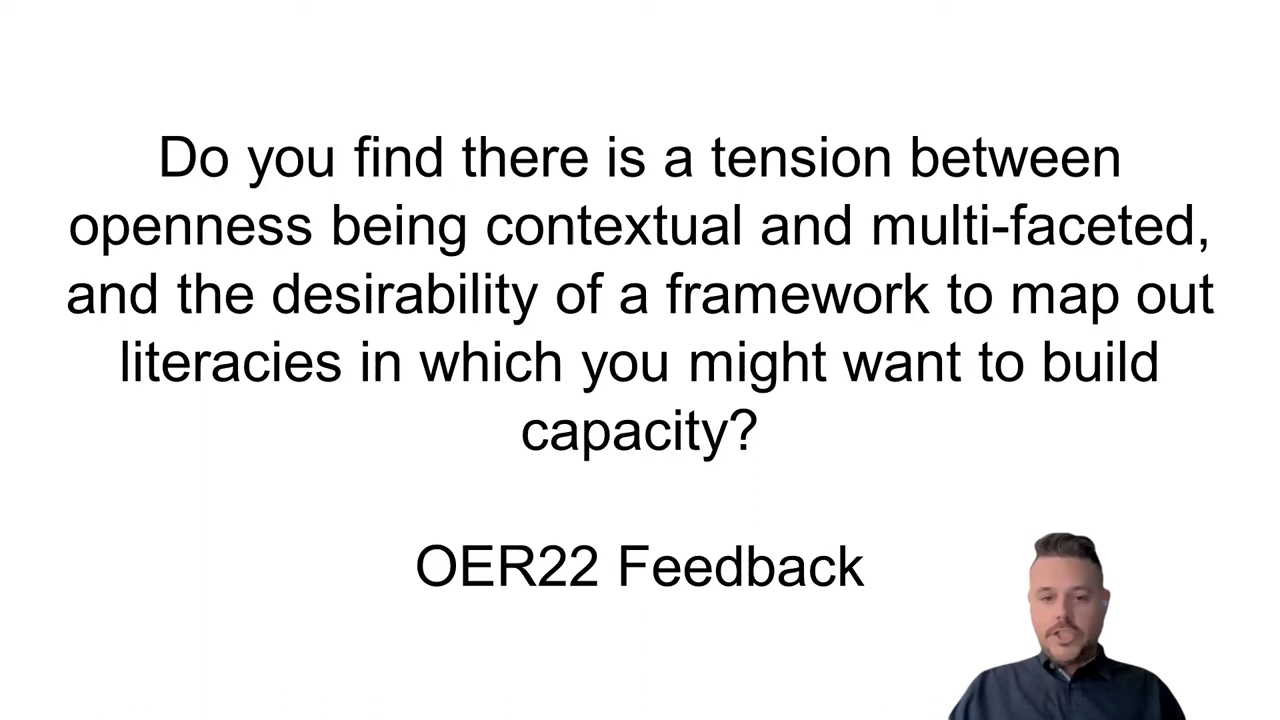 Do you find there is a tension between
openness being contextual and multi-faceted,
and the desirability of a framework to map out
literacies in which you might want to build
capacity?
OER22 Feedback